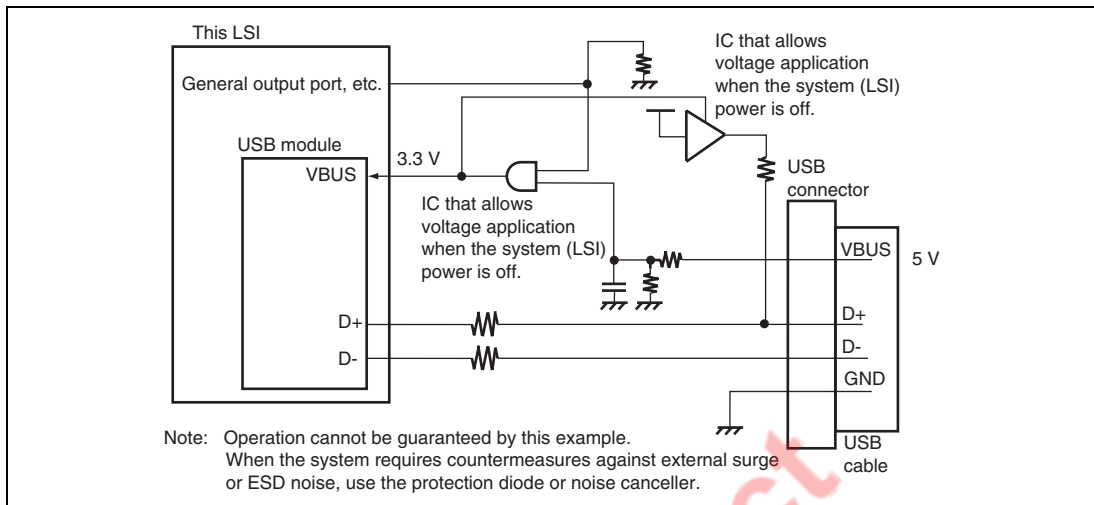 This LSI
General output port, etc.
IC that allows
voltage application
when the system (LSI)
power is off.
USB module
VBUS
3.3 V
IC that allows
voltage application
when the system (LSI)
power is off.
USB
connector
VBUS
5 V
D+
D+
D-
D-
GND
USB
cable
Note: Operation cannot be guaranteed by this example.
When the system requires countermeasures against external surge
or ESD noise, use the protection diode or noise canceller.